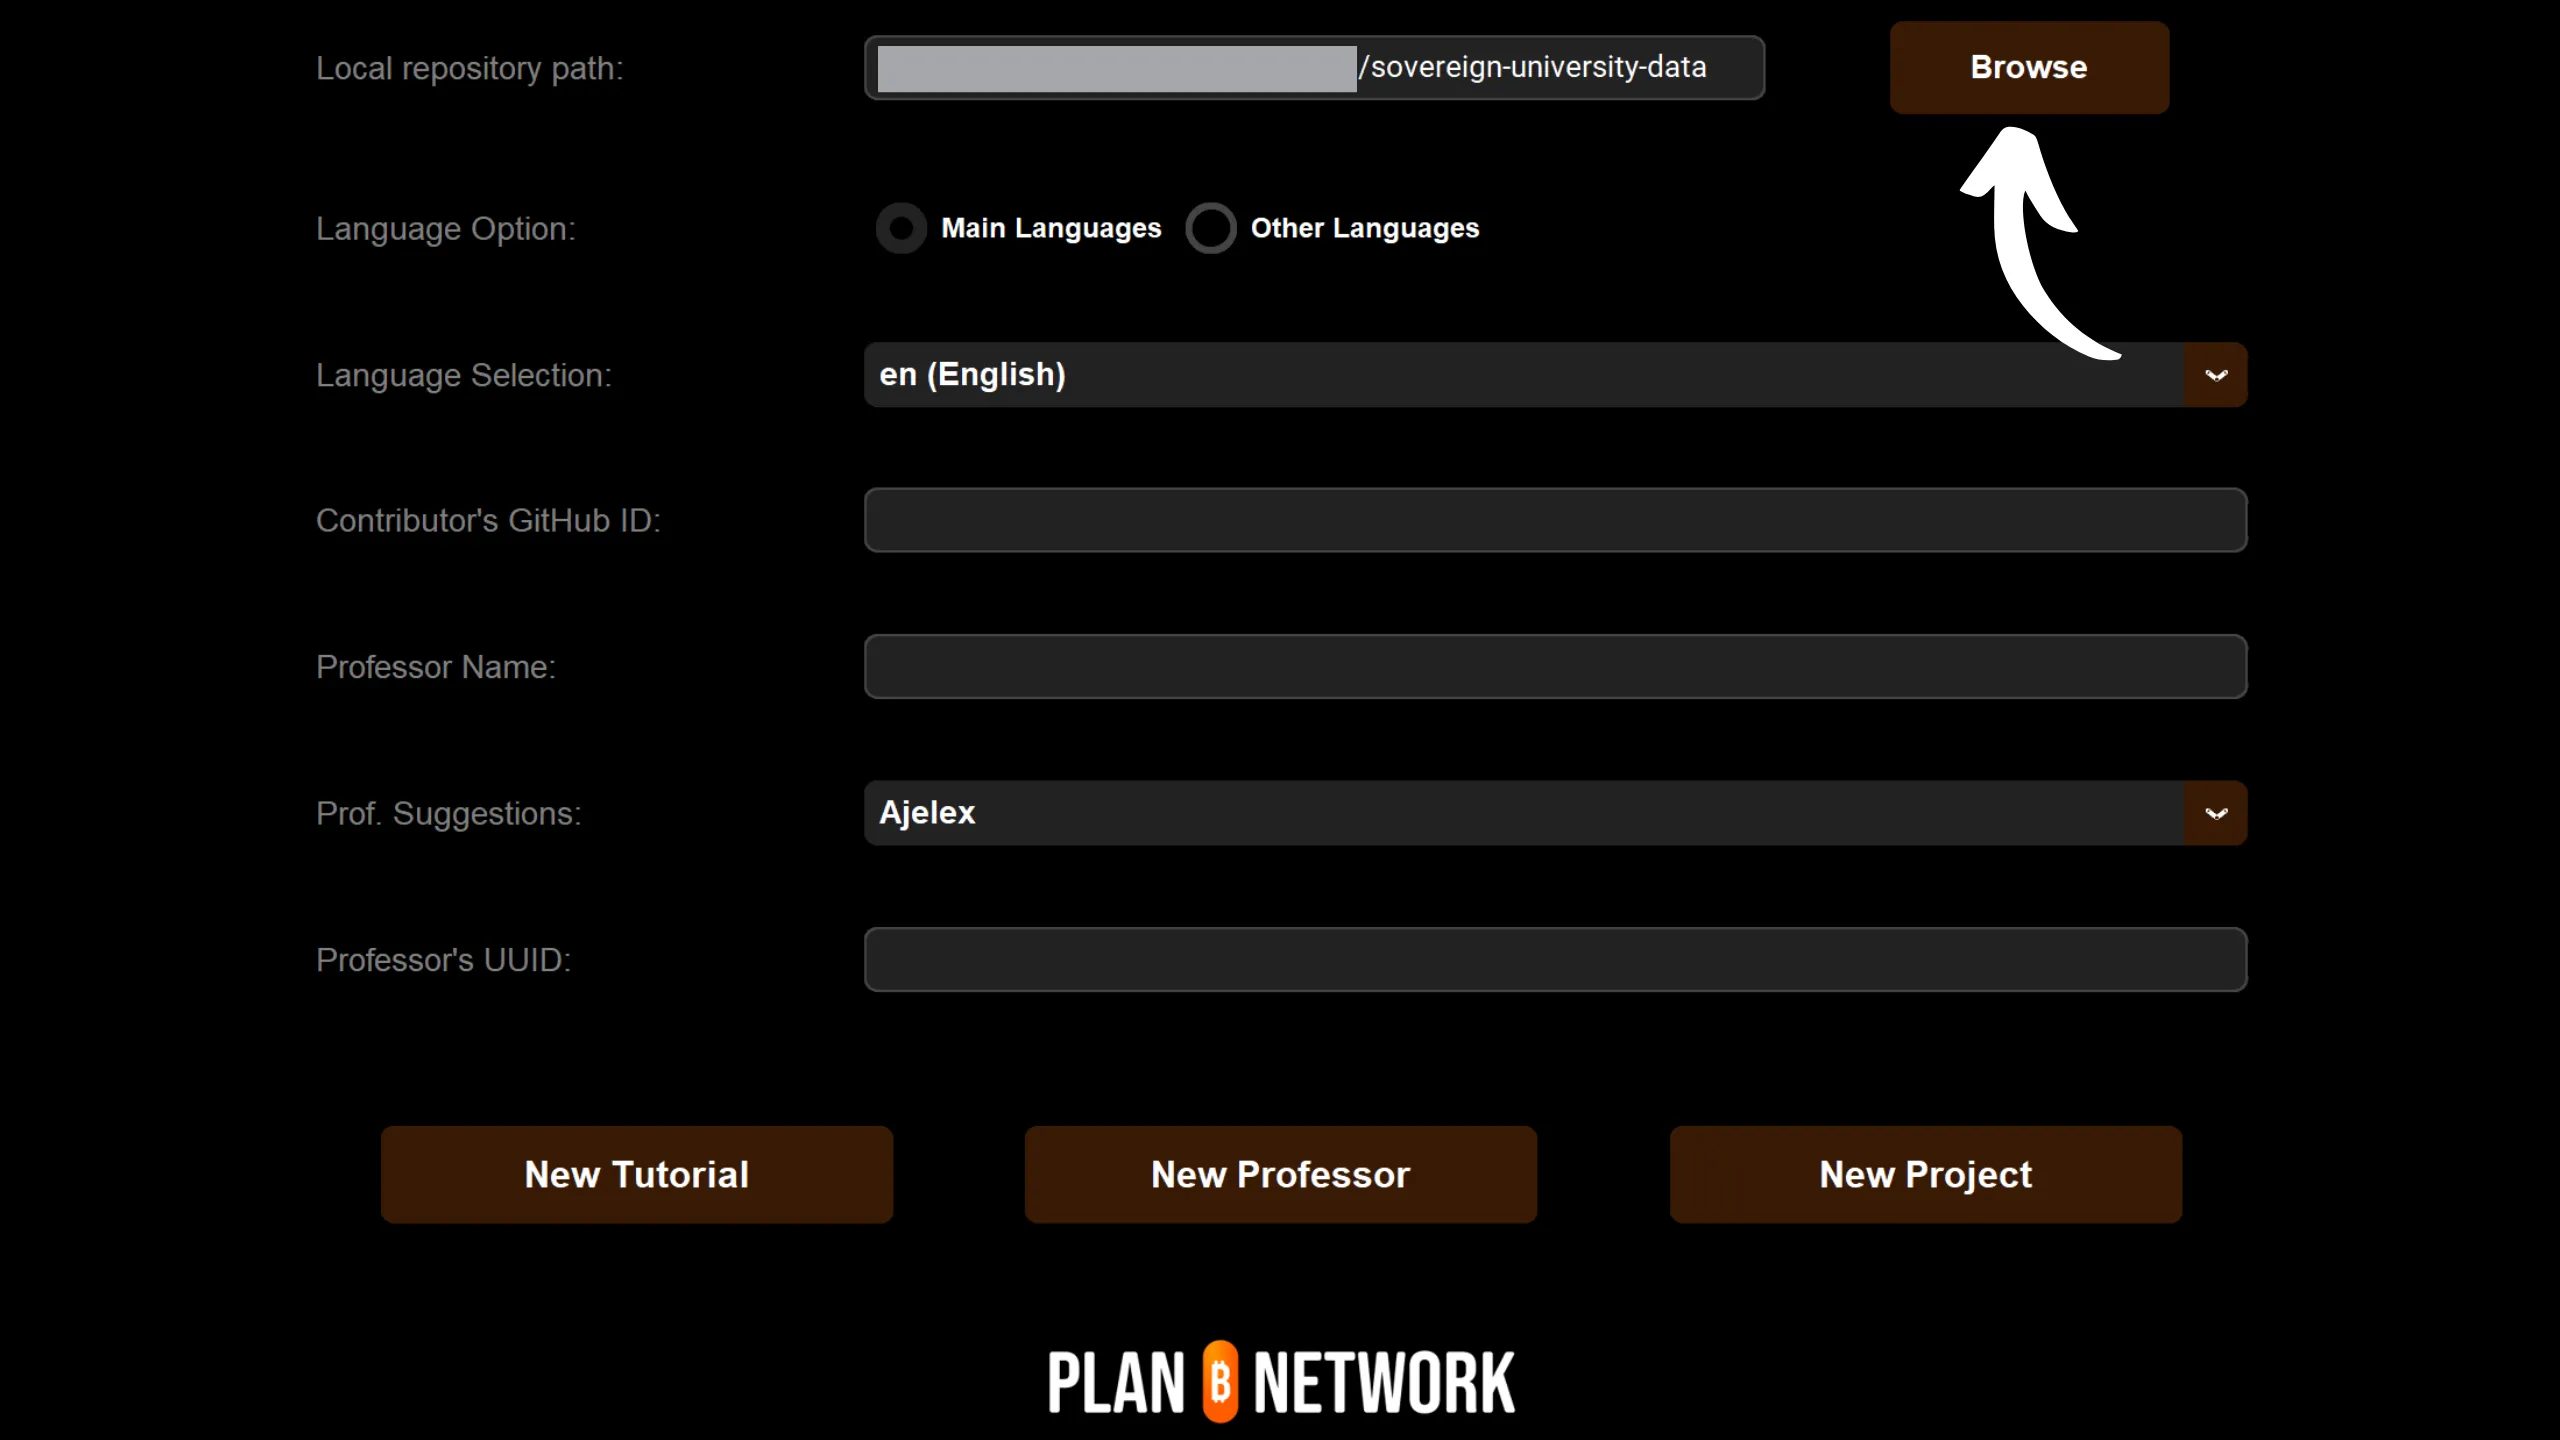 Local repository path: /sovereign-university-data Browse
Language Option: Main Languages Other Languages
Language Selection: en (English)
Contributor's GitHub ID:
Professor Name:
Prof. Suggestions: Ajelex
Professor's UUID:
New Tutorial New Professor New Project
PLAN ₿ NETWORK